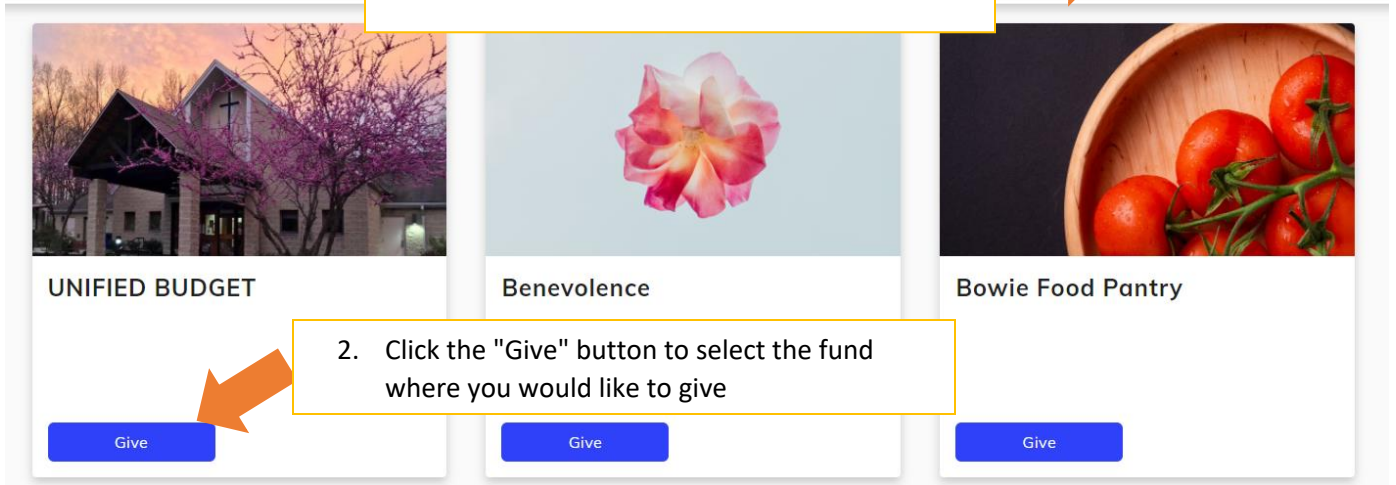 UNIFIED BUDGET
Benevolence
Bowie Food Pantry
2. Click the "Give" button to select the fund
where you would like to give
Give
Give
Give